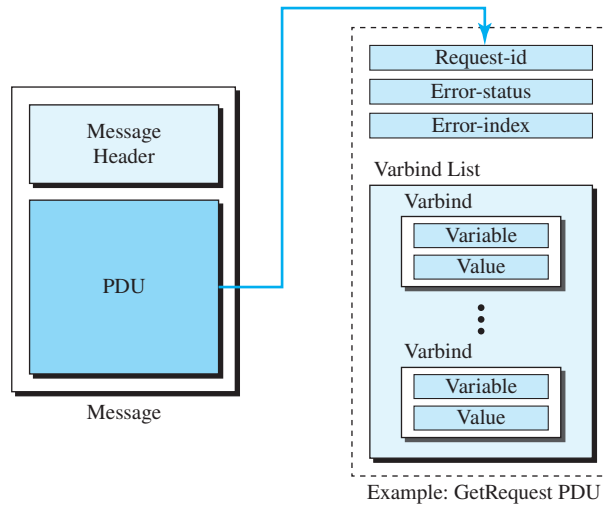 Message
Header
PDU
Message
Request-id
Error-status
Error-index
Varbind List
Varbind
Variable
Value
Varbind
Variable
Value
Example: GetRequest PDU